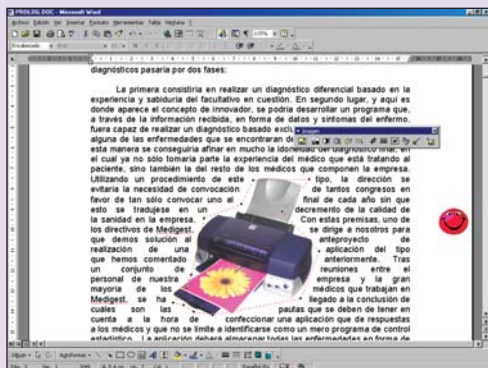 PROLOG.DOC - Microsoft Word
Archivo Edición Ver Insertar Formato Herramientas Tabla Ventana ?
Encabezado
diagnósticos pasaría por dos fases:
La primera consistiría en realizar un diagnóstico diferencial basado en la
experiencia y sabiduría del facultativo en cuestión. En segundo lugar, y aquí es
donde aparece el concepto de innovador, se podría desarrollar un programa que,
a través de la información recibida, en forma de datos y síntomas del enfermo,
fuera capaz de realizar un diagnóstico basado
alguna de las enfermedades que se encontraran
Imagen
esta manera se conseguiría afinar en mucho la idoneidad del diagnóstico final, en
el cual ya no sólo tomaría parte la experiencia del médico que está tratando al
paciente, sino también la del resto de los médicos que componen la empresa.
Utilizando un procedimiento de este tipo, la dirección se
evitaría la necesidad de convocación de tantos congresos en
favor de tan sólo convocar uno al final de cada año sin que
esto se tradujese en un decremento de la calidad de
la sanidad en la empresa. Con estas premisas, uno de
los directivos de Medigest. se dirige a nosotros para
que demos solución al anteproyecto de
realización de una aplicación del tipo
que hemos comentado anteriormente. Tras
un conjunto de reuniones entre el
personal de nuestra empresa y la gran
mayoría de los médicos que trabajan en
Medigest. se ha llegado a la conclusión de
cuáles son las pautas que se deben de tener en
cuenta a la hora de confeccionar una aplicación que de respuestas
a los médicos y que no se limite a identificarse como un mero programa de control
estadístico. La aplicación deberá almacenar todas las enfermedades en forma de
Dibujo Autoformas